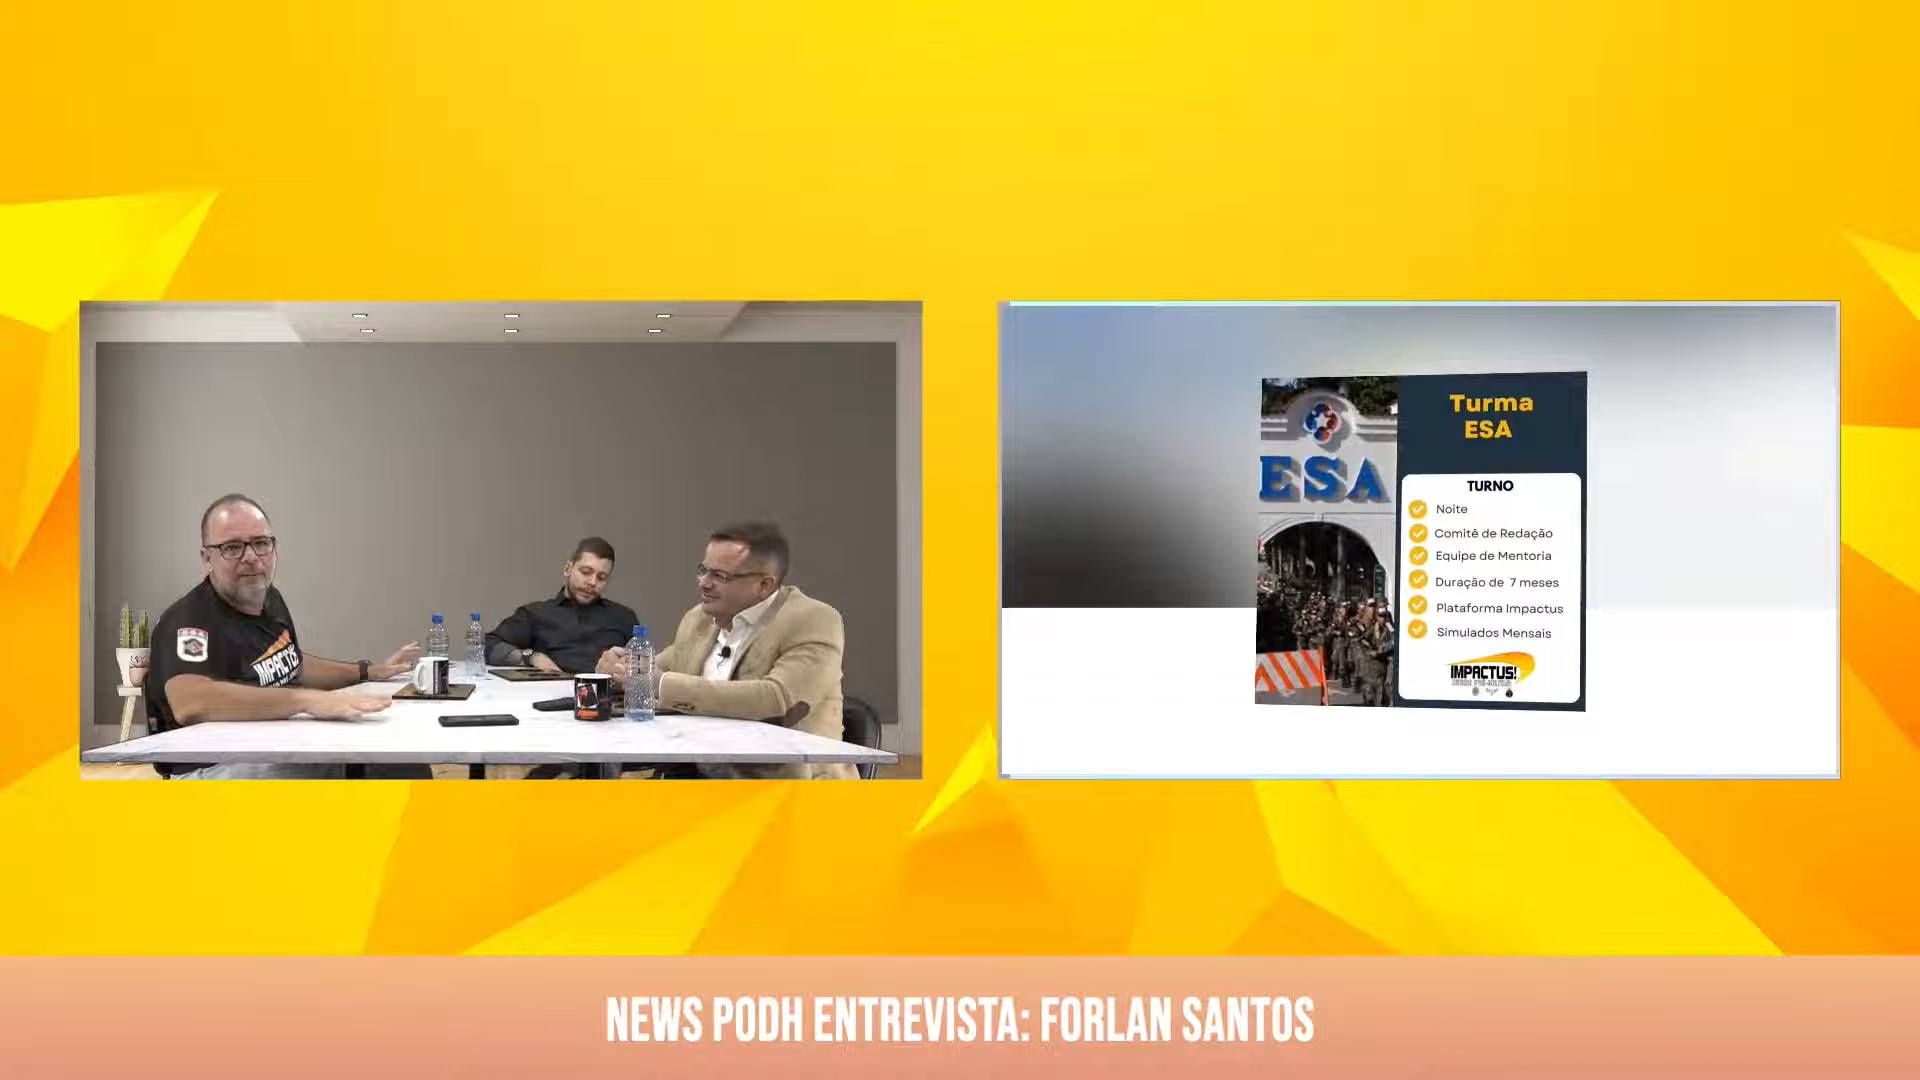 IMPACTUS
ESA
Turma
ESA
TURNO
Noite
Comitê de Redação
Equipe de Mentoria
Duração de 7 meses
Plataforma Impactus
Simulados Mensais
IMPACTUS!
NEWS PODH ENTREVISTA: FORLAN SANTOS